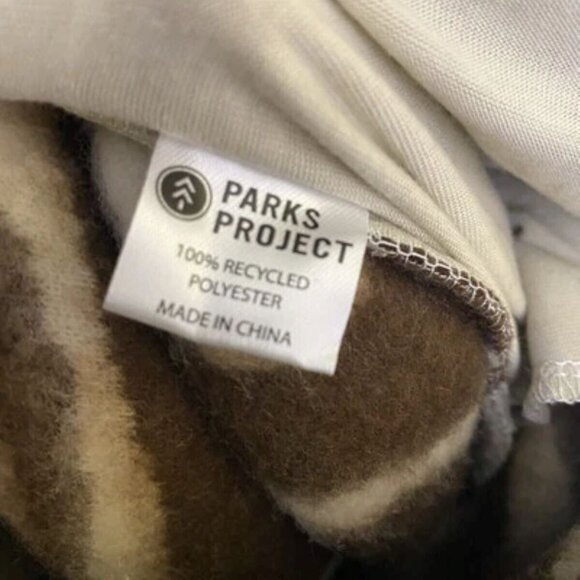 PARKS
PROJECT
100% RECYCLED
POLYESTER
MADE IN CHINA